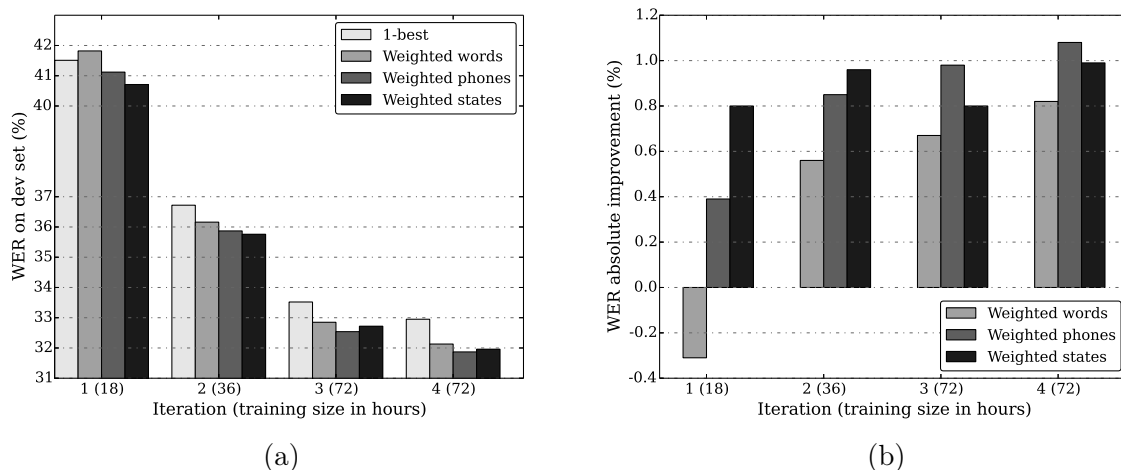 42
41
40
37
36
35
34
33
32
31
WER on dev set (%)
1-best
Weighted words
Weighted phones
Weighted states
1 (18) 2 (36) 3 (72) 4 (72)
Iteration (training size in hours)
(a)
1.2
1.0
0.8
0.6
0.4
0.2
0.0
-0.2
-0.4
WER absolute improvement (%)
Weighted words
Weighted phones
Weighted states
1 (18) 2 (36) 3 (72) 4 (72)
Iteration (training size in hours)
(b)